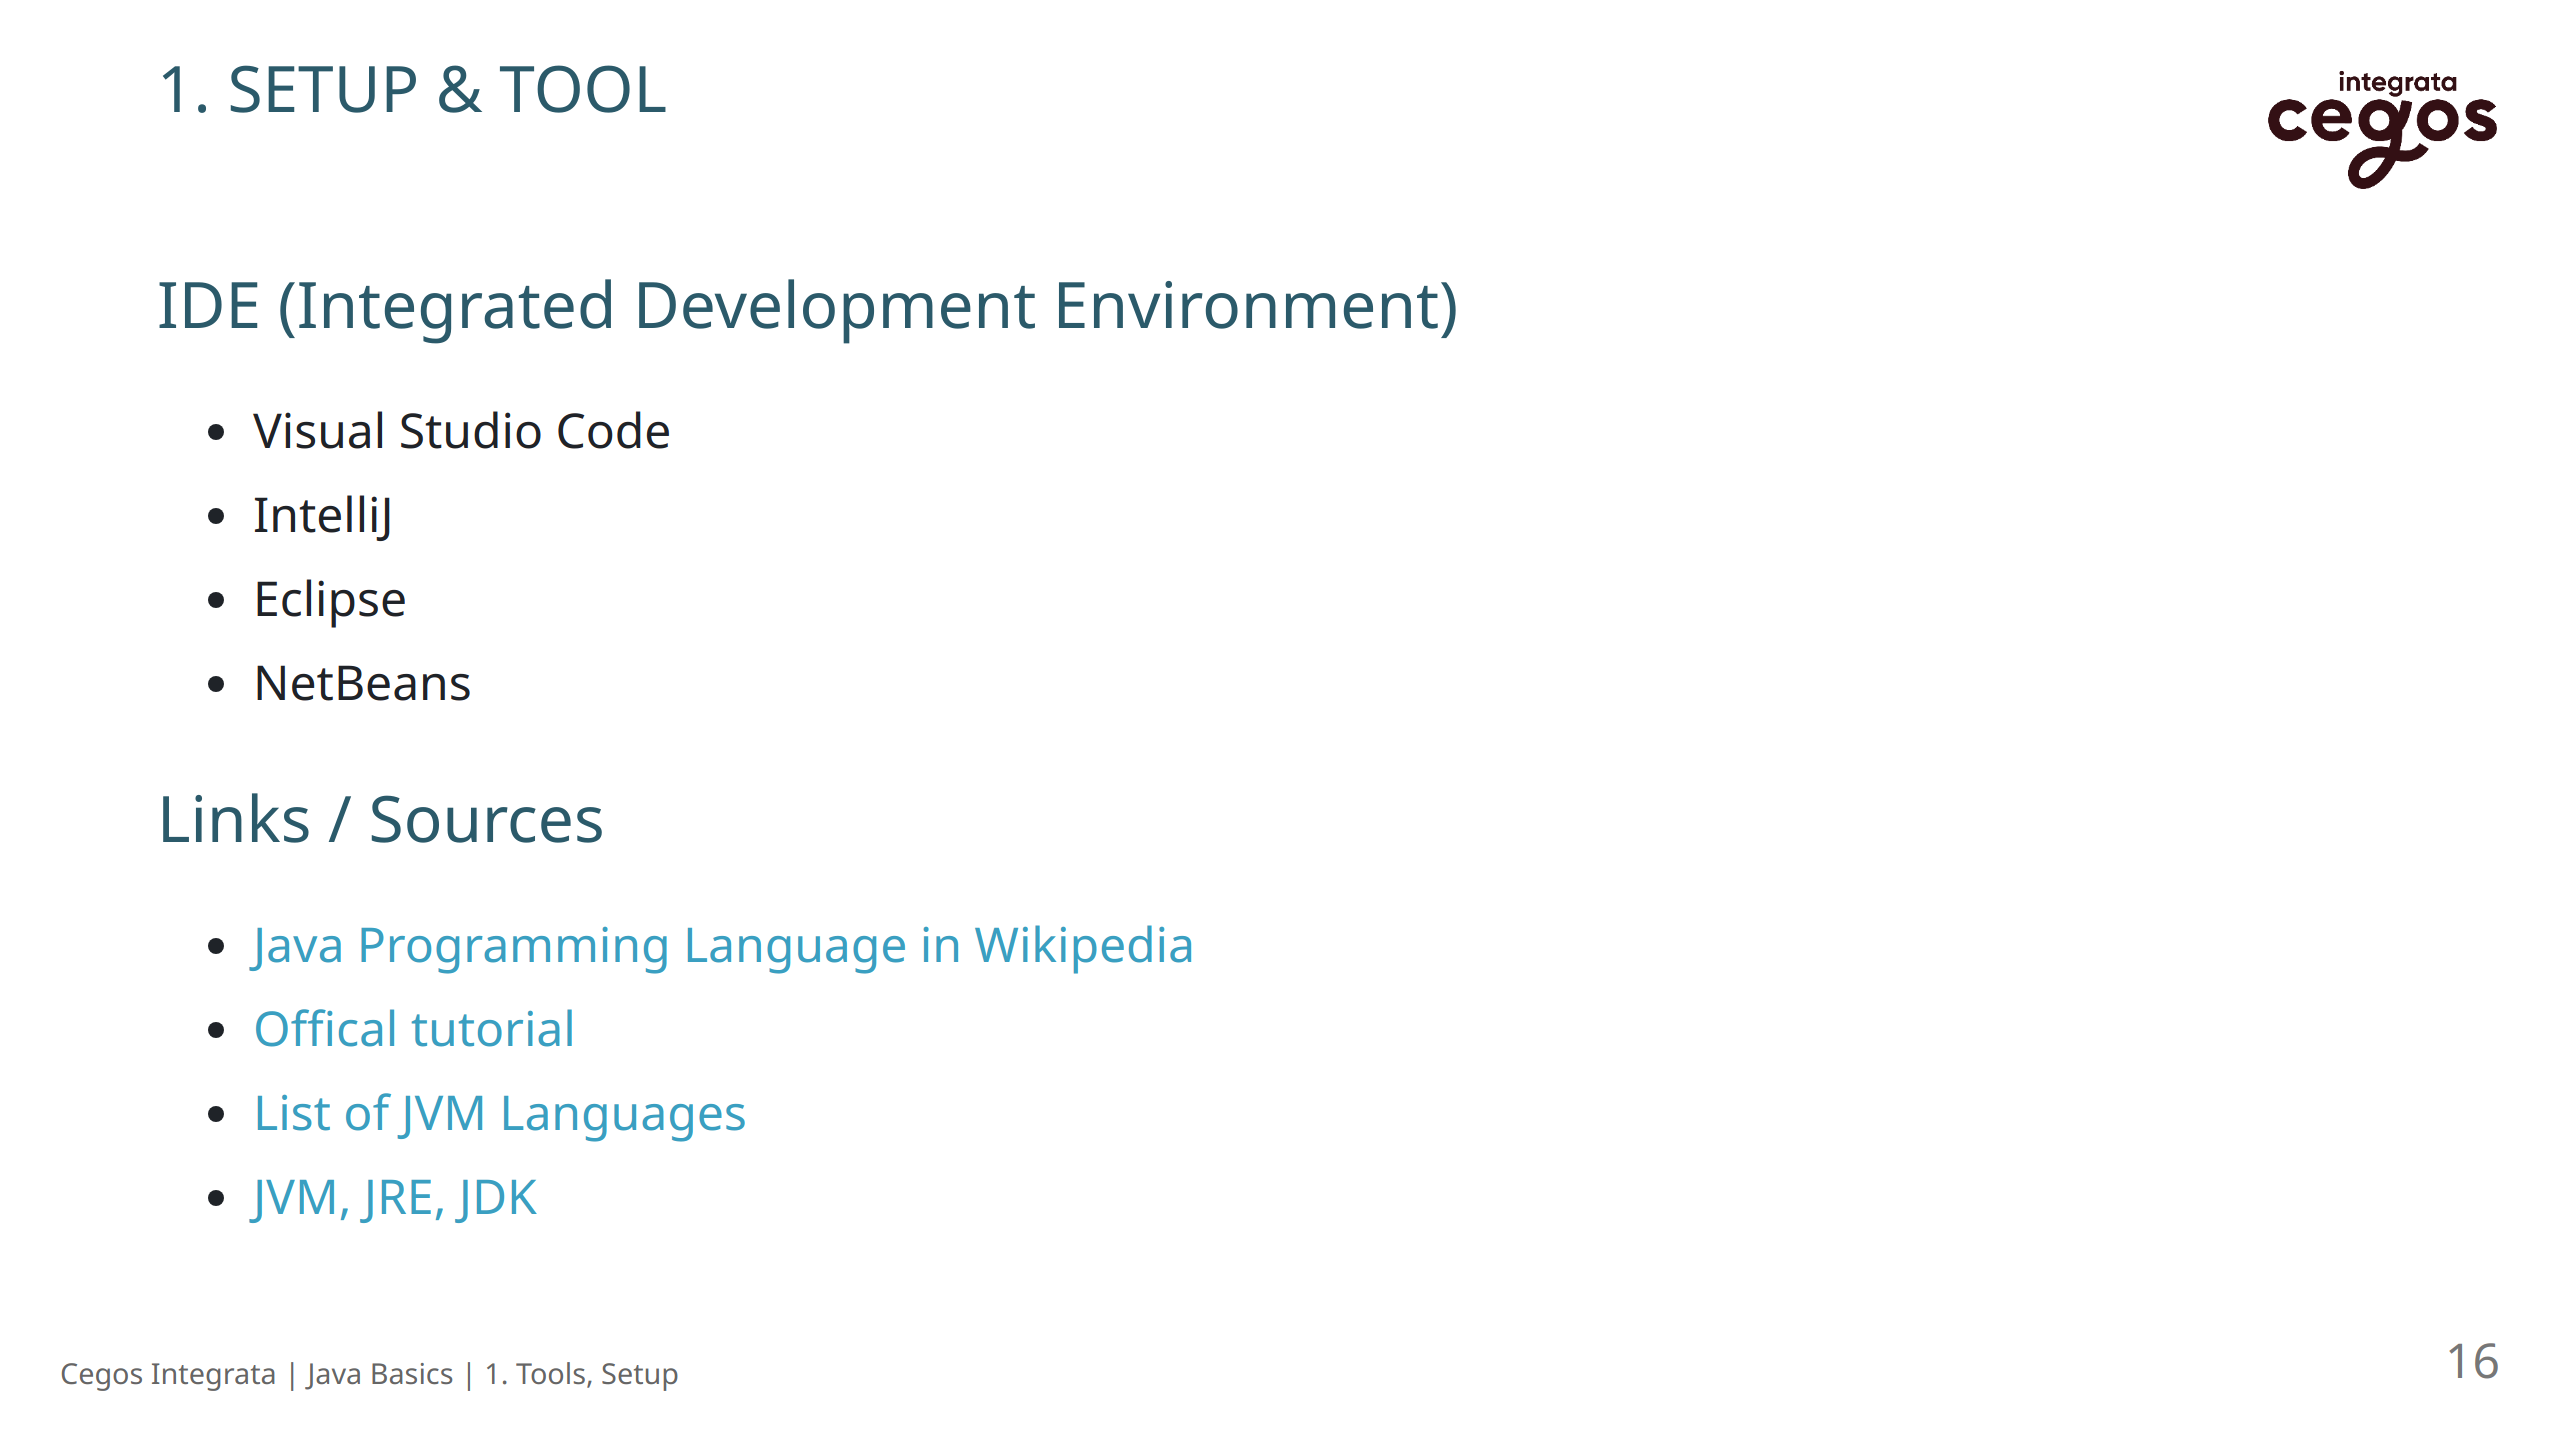 1. SETUP & TOOL
integrata
cegos
IDE (Integrated Development Environment)
Visual Studio Code
IntelliJ
Eclipse
NetBeans
Links / Sources
Java Programming Language in Wikipedia
Offical tutorial
List of JVM Languages
JVM, JRE, JDK
Cegos Integrata | Java Basics | 1. Tools, Setup
16